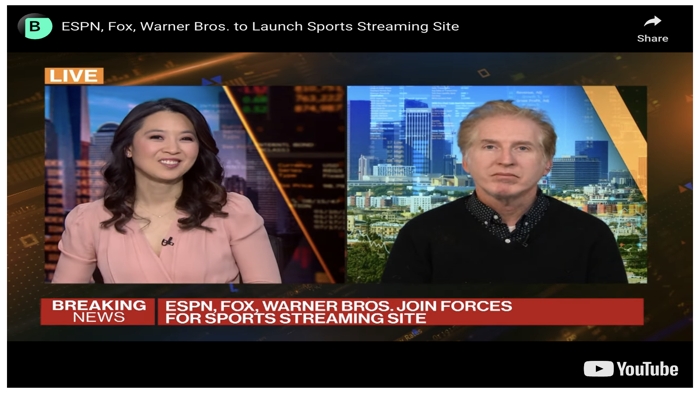 B
ESPN, Fox, Warner Bros. to Launch Sports Streaming Site
Share
LIVE
BREAKING
NEWS
ESPN, FOX, WARNER BROS. JOIN FORCES
FOR SPORTS STREAMING SITE
YouTube